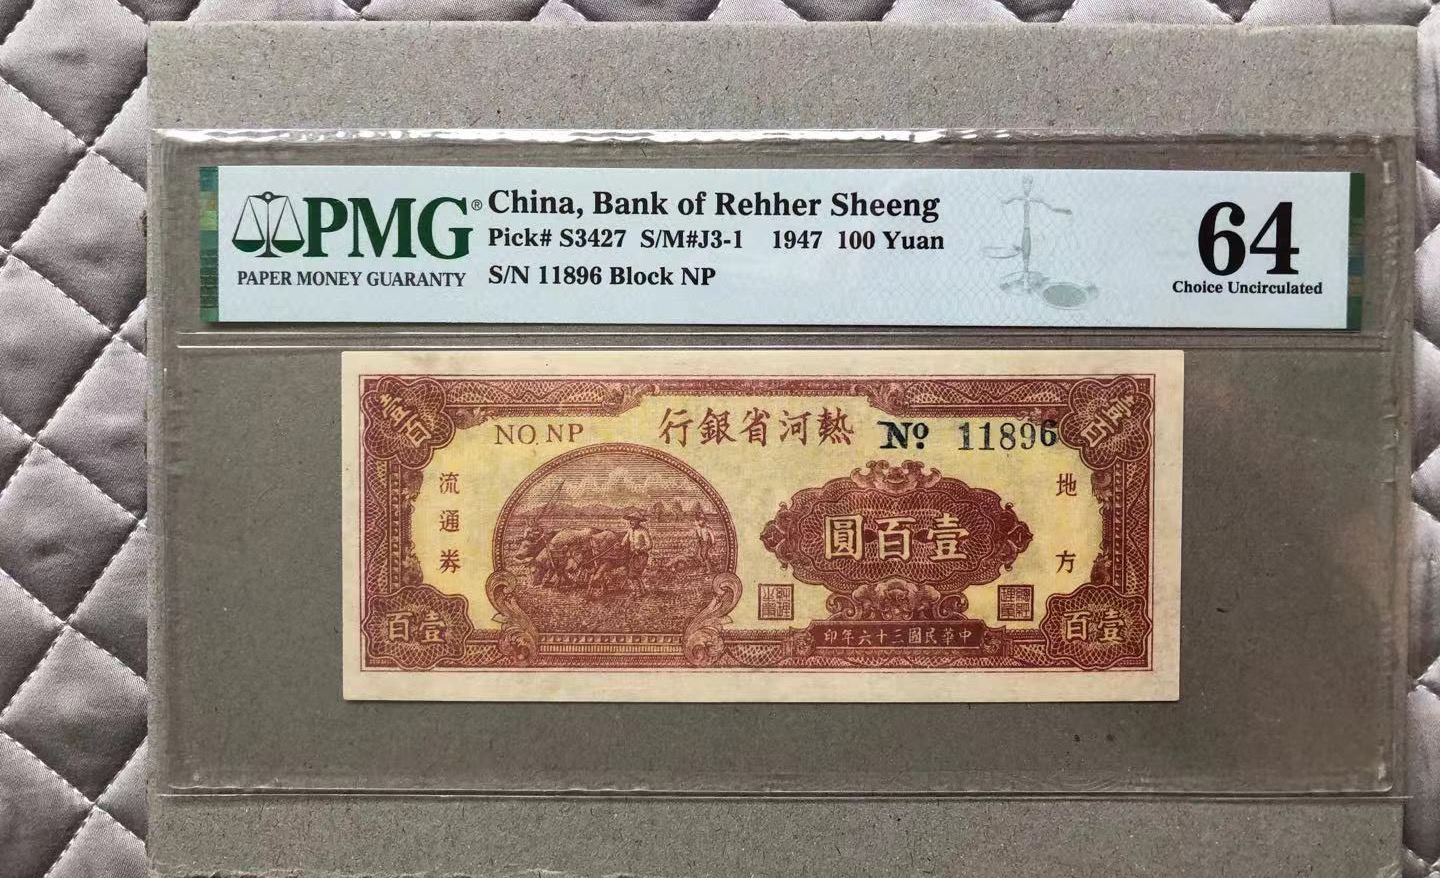 PMG®
PAPER MONEY GUARANTY
China, Bank of Rehher Sheeng
Pick# S3427 S/M#J3-1 1947 100 Yuan
S/N 11896 Block NP
64
Choice Uncirculated
壹百
壹百
NO. NP
行銀省河熱
No 11896
流通券
地方
圓百壹
百壹
印年六十三國民華中
百壹